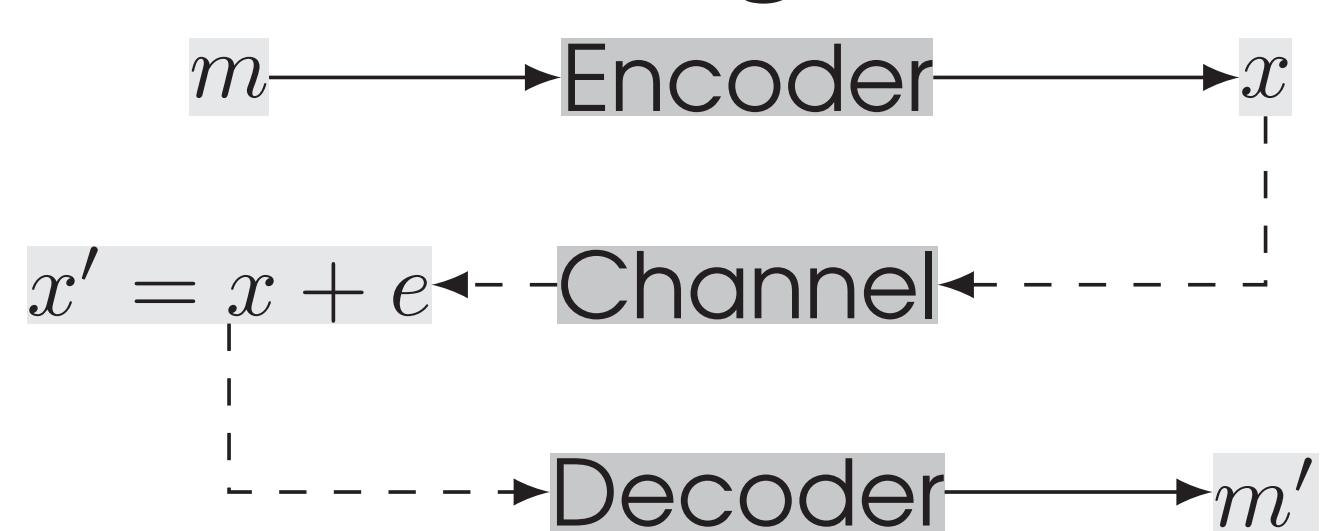 m Encoder x
x′ = x + e Channel
Decoder m′